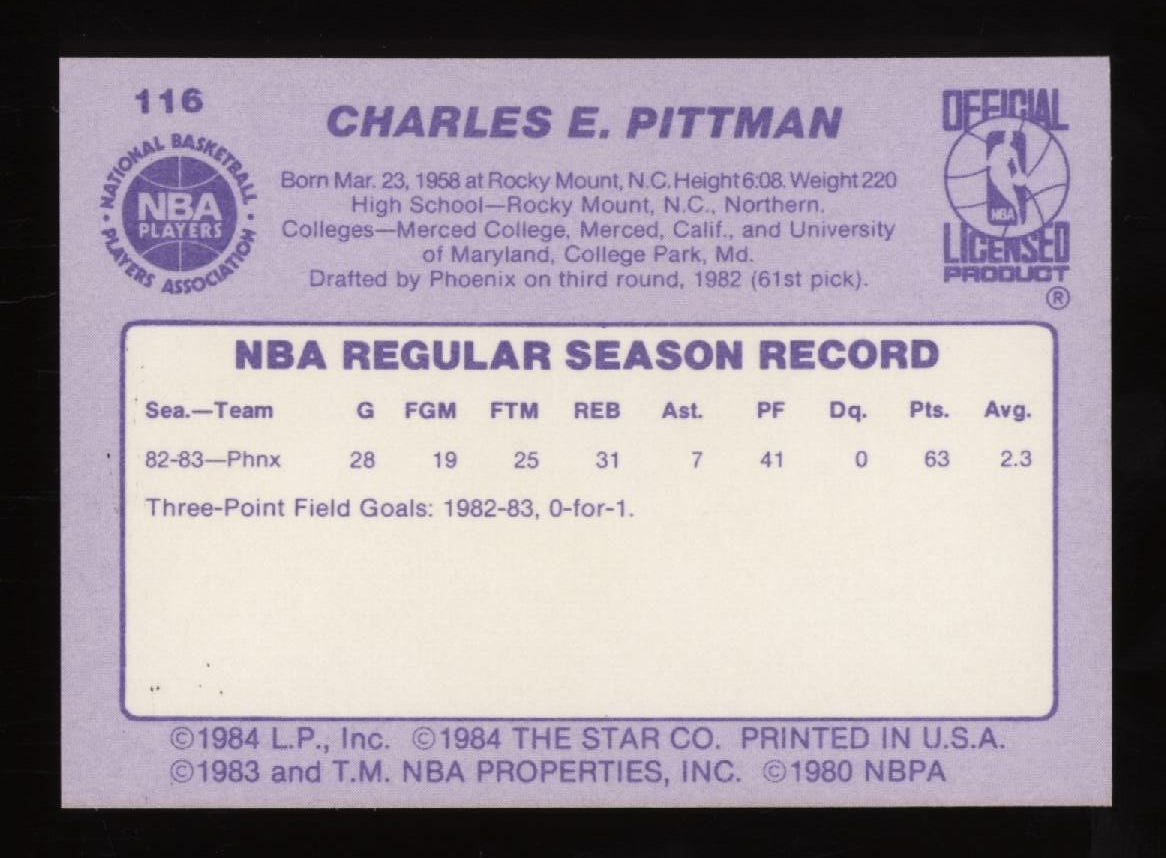 116
CHARLES E. PITTMAN
NATIONAL BASKETBALL
PLAYERS ASSOCIATION
NBA
PLAYERS
OFFICIAL
NBA
LICENSED
PRODUCT
®
Born Mar. 23, 1958 at Rocky Mount, N.C. Height 6:08. Weight 220
High School—Rocky Mount, N.C., Northern.
Colleges—Merced College, Merced, Calif., and University
of Maryland, College Park, Md.
Drafted by Phoenix on third round, 1982 (61st pick).
NBA REGULAR SEASON RECORD
Sea.—Team G FGM FTM REB Ast. PF Dq. Pts. Avg.
82-83—Phnx 28 19 25 31 7 41 0 63 2.3
Three-Point Field Goals: 1982-83, 0-for-1.
©1984 L.P., Inc. ©1984 THE STAR CO. PRINTED IN U.S.A.
©1983 and T.M. NBA PROPERTIES, INC. ©1980 NBPA